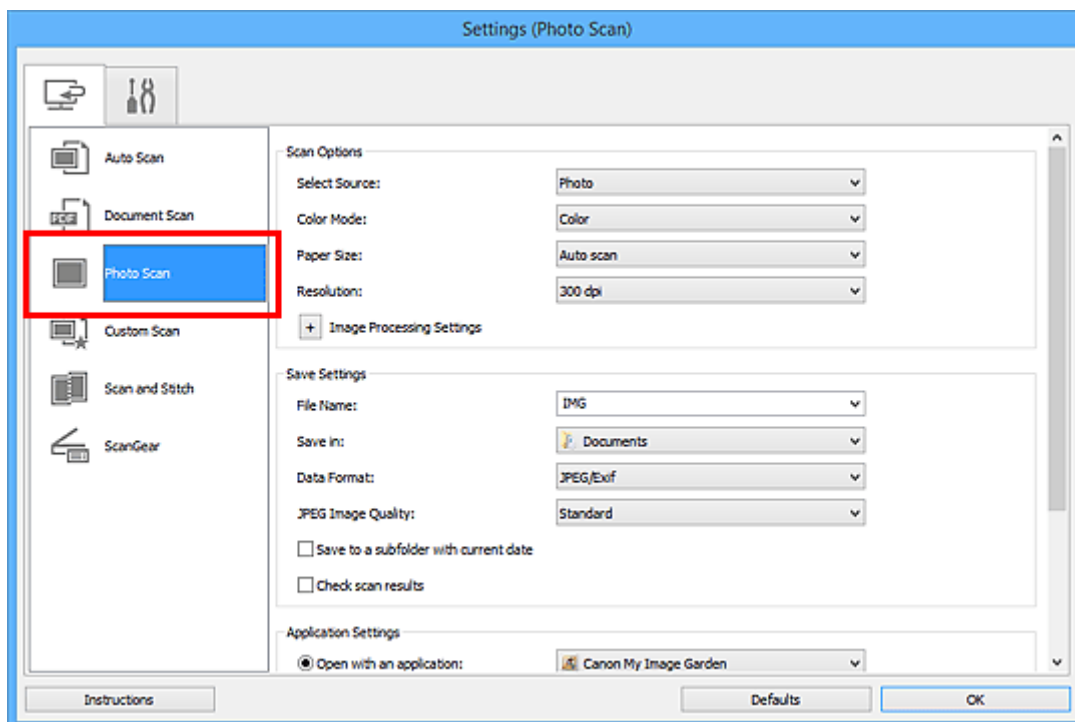 Settings (Photo Scan)
Auto Scan
PDF
Document Scan
Photo Scan
Custom Scan
Scan and Stitch
ScanGear
Scan Options
Select Source: Photo
Color Mode: Color
Paper Size: Auto scan
Resolution: 300 dpi
+ Image Processing Settings
Save Settings
File Name: IMG
Save in: Documents
Data Format: JPEG/Exif
JPEG Image Quality: Standard
Save to a subfolder with current date
Check scan results
Application Settings
Open with an application: Canon My Image Garden
Instructions Defaults OK